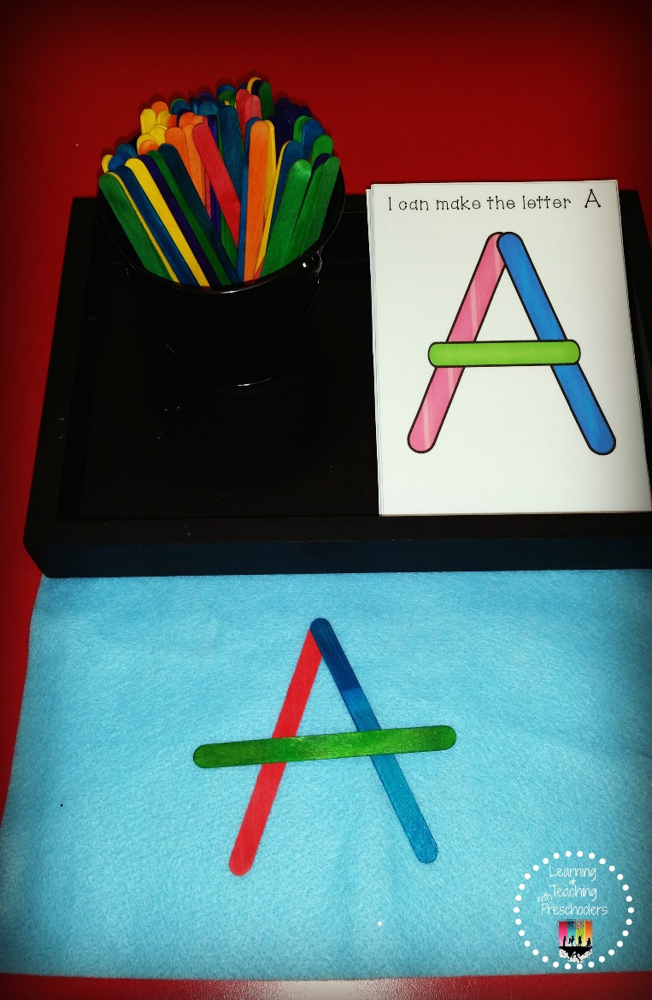 I can make the letter A
Learning
&
with Teaching
Preschoolers